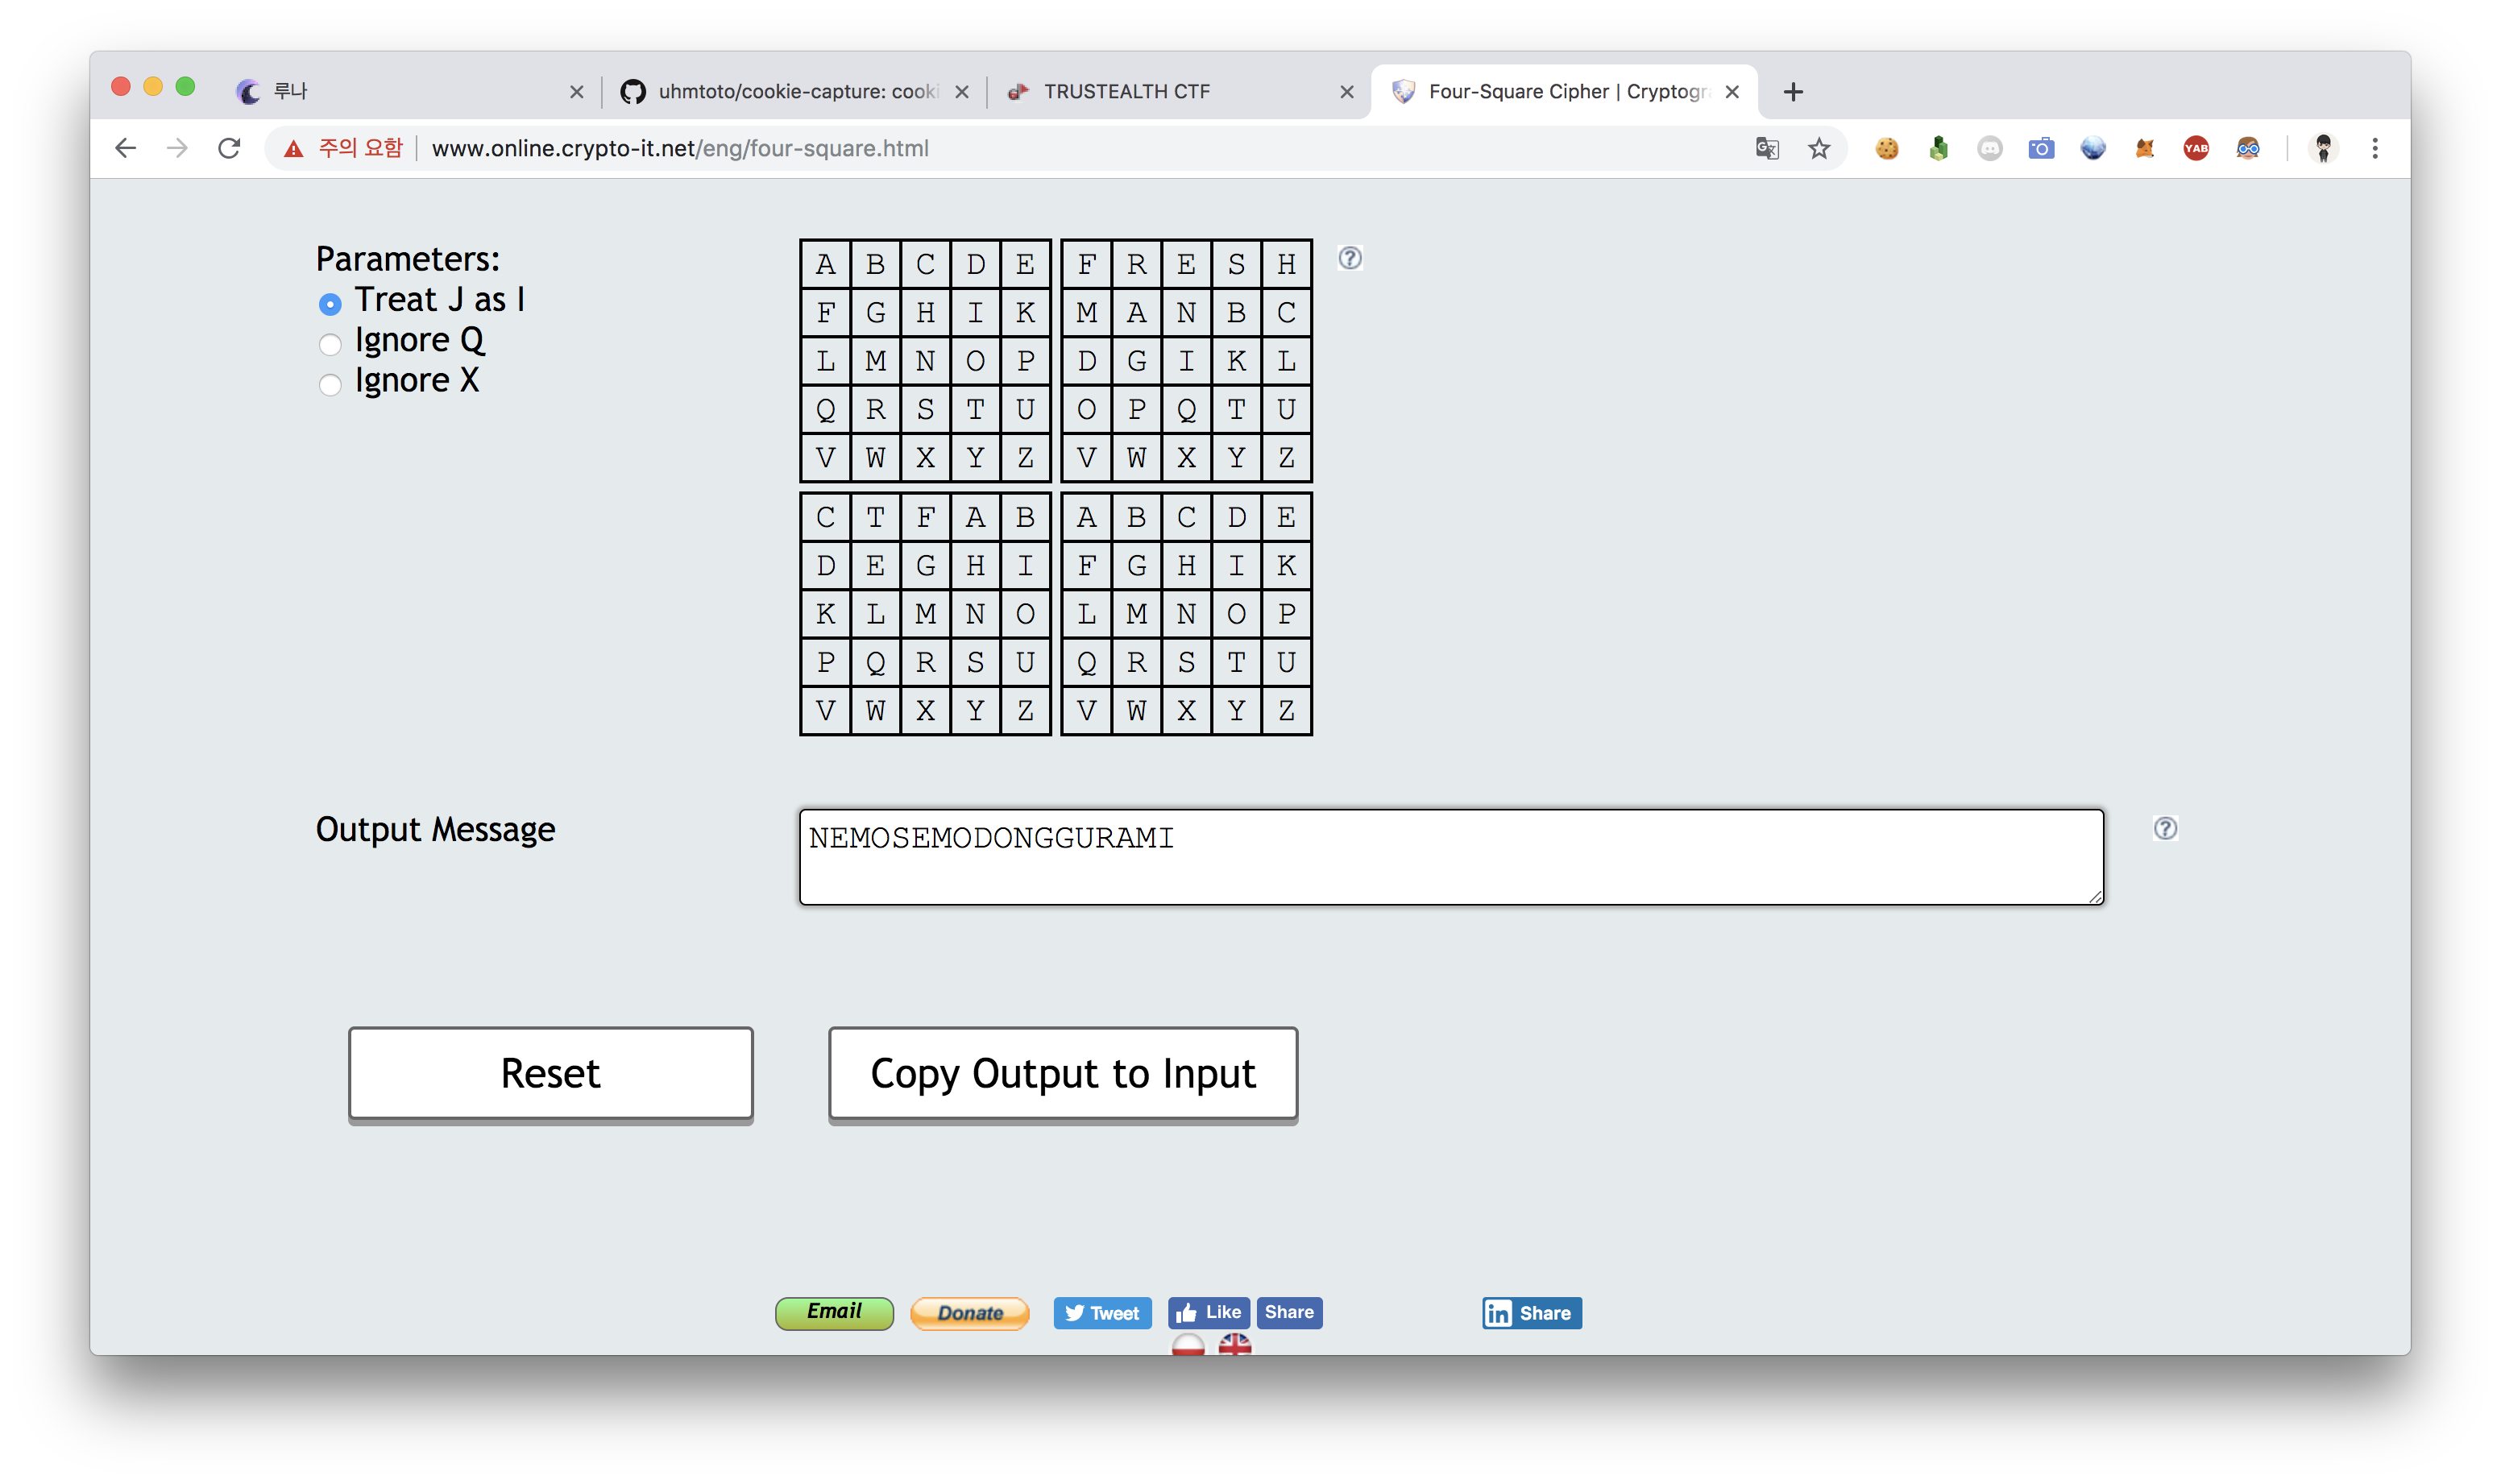 루나
uhmtoto/cookie-capture: cooki
TRUSTEALTH CTF
Four-Square Cipher | Cryptogr
주의 요함
www.online.crypto-it.net/eng/four-square.html
YAB
Parameters:
Treat J as I
Ignore Q
Ignore X
A B C D E F R E S H
F G H I K M A N B C
L M N O P D G I K L
Q R S T U O P Q T U
V W X Y Z V W X Y Z
C T F A B A B C D E
D E G H I F G H I K
K L M N O L M N O P
P Q R S U Q R S T U
V W X Y Z V W X Y Z
Output Message
NEMOSEMODONGGURAMI
Reset
Copy Output to Input
Email
Donate
Tweet
Like
Share
in Share